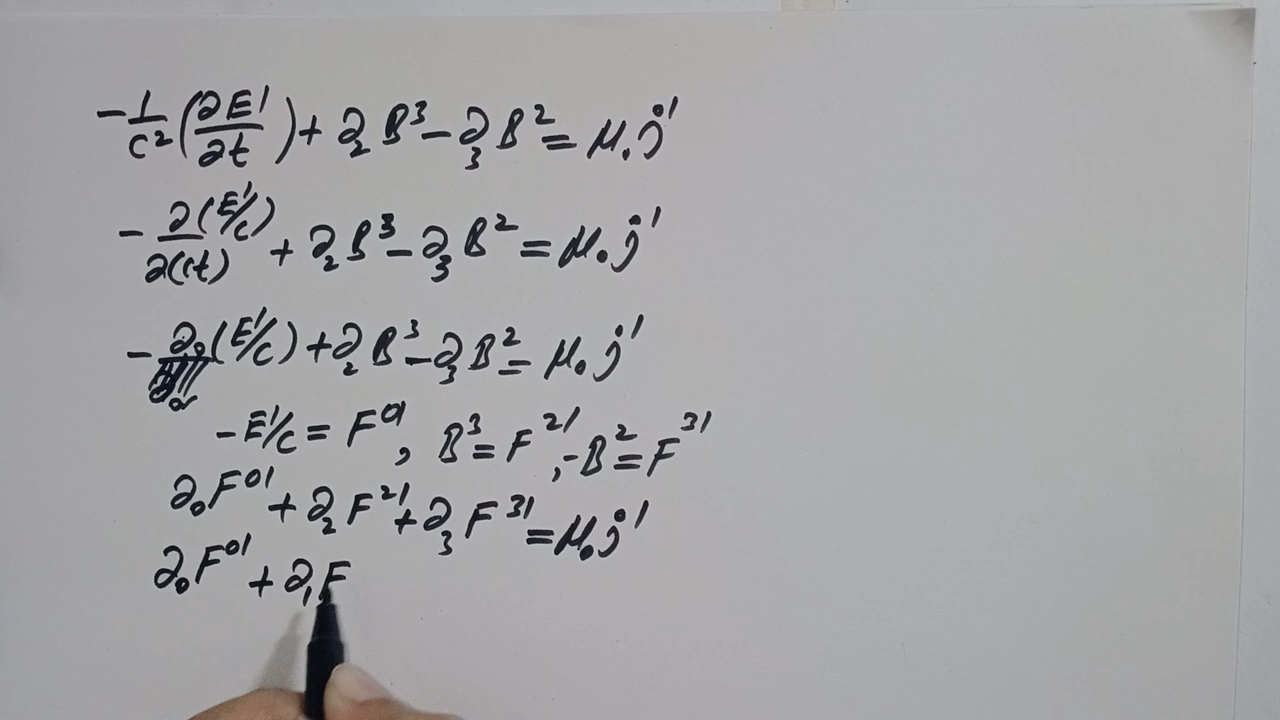 -1/c² (∂E¹/∂t) + ∂₂B³ - ∂₃B² = μ₀j¹
-∂(E¹/c)/∂(ct) + ∂₂B³ - ∂₃B² = μ₀j¹
-∂₀(E¹/c) + ∂₂B³ - ∂₃B² = μ₀j¹
-E¹/c = F⁰¹, B³ = F²¹, -B² = F³¹
∂₀F⁰¹ + ∂₂F²¹ + ∂₃F³¹ = μ₀j¹
∂₀F⁰¹ + ∂₁F